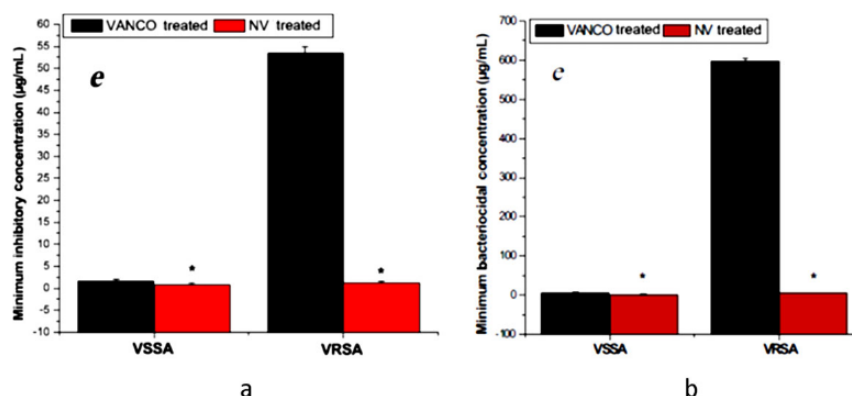 VANCO treated NV treated
e
Minimum inhibitory concentration (µg/mL)
60
55
50
45
40
35
30
25
20
15
10
5
0
-5
-10
*
*
VSSA VRSA
a
VANCO treated NV treated
c
Minimum bacteriocidal concentration (µg/mL)
700
600
500
400
300
200
100
0
-100
*
*
VSSA VRSA
b